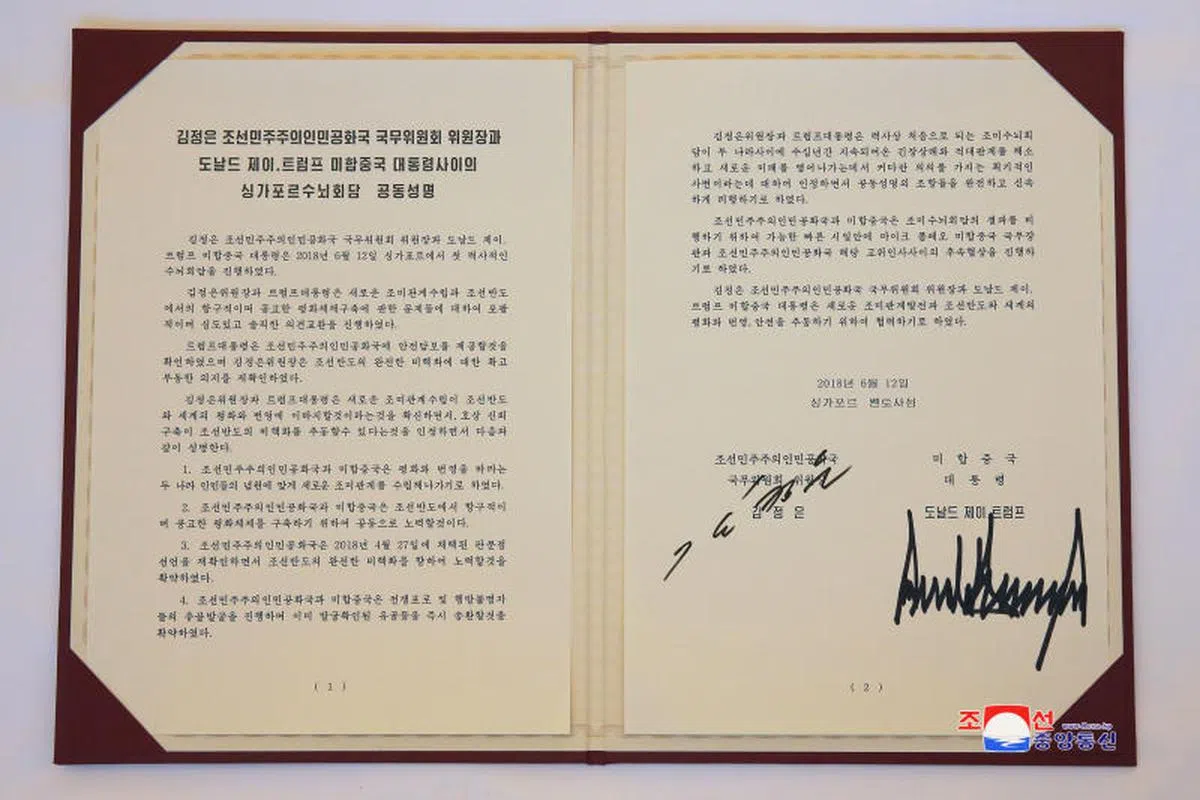 김정은 조선민주주의인민공화국 국무위원회 위원장과
도날드 제이.트럼프 미합중국 대통령사이의
싱가포르수뇌회담 공동성명
김정은 조선민주주의인민공화국 국무위원회 위원장과 도날드 제이.
트럼프 미합중국 대통령은 2018년 6월 12일 싱가포르에서 첫 력사적인
수뇌회담을 진행하였다.
김정은위원장과 트럼프대통령은 새로운 조미관계수립과 조선반도
에서의 항구적이며 공고한 평화체제구축에 관한 문제들에 대하여 포괄
적이며 심도있고 솔직한 의견교환을 진행하였다.
트럼프대통령은 조선민주주의인민공화국에 안전담보를 제공할것을
확언하였으며 김정은위원장은 조선반도의 완전한 비핵화에 대한 확고
부동한 의지를 재확인하였다.
김정은위원장과 트럼프대통령은 새로운 조미관계수립이 조선반도
와 세계의 평화와 번영에 이바지할것이라는것을 확신하면서, 호상 신뢰
구축이 조선반도의 비핵화를 추동할수 있다는것을 인정하면서 다음과
같이 성명한다.
1. 조선민주주의인민공화국과 미합중국은 평화와 번영을 바라는
두 나라 인민들의 념원에 맞게 새로운 조미관계를 수립해나가기로 하였다.
2. 조선민주주의인민공화국과 미합중국은 조선반도에서 항구적이
며 공고한 평화체제를 구축하기 위하여 공동으로 노력할것이다.
3. 조선민주주의인민공화국은 2018년 4월 27일에 채택된 판문점
선언을 재확인하면서 조선반도의 완전한 비핵화를 향하여 노력할것을
확약하였다.
4. 조선민주주의인민공화국과 미합중국은 전쟁포로 및 행방불명자
들의 유골발굴을 진행하며 이미 발굴확인된 유골들을 즉시 송환할것을
확약하였다.
( 1 )
김정은위원장과 트럼프대통령은 력사상 처음으로 되는 조미수뇌회
담이 두 나라사이에 수십년간 지속되여온 긴장상태와 적대관계를 해소
하고 새로운 미래를 열어나가는데서 커다란 의의를 가지는 획기적인
사변이라는데 대하여 인정하면서 공동성명의 조항들을 완전하고 신속
하게 리행하기로 하였다.
조선민주주의인민공화국과 미합중국은 조미수뇌회담의 결과를 리
행하기 위하여 가능한 빠른 시일안에 마이크 폼페오 미합중국 국무장
관과 조선민주주의인민공화국 해당 고위인사사이의 후속협상을 진행하
기로 하였다.
김정은 조선민주주의인민공화국 국무위원회 위원장과 도날드 제이.
트럼프 미합중국 대통령은 새로운 조미관계발전과 조선반도와 세계의
평화와 번영, 안전을 추동하기 위하여 협력하기로 하였다.
2018년 6월 12일
싱가포르 쎈토사섬
조선민주주의인민공화국
국무위원회 위원장
김 정 은
미 합 중 국
대 통 령
도날드 제이.트럼프
( 2 )
조선
중앙통신